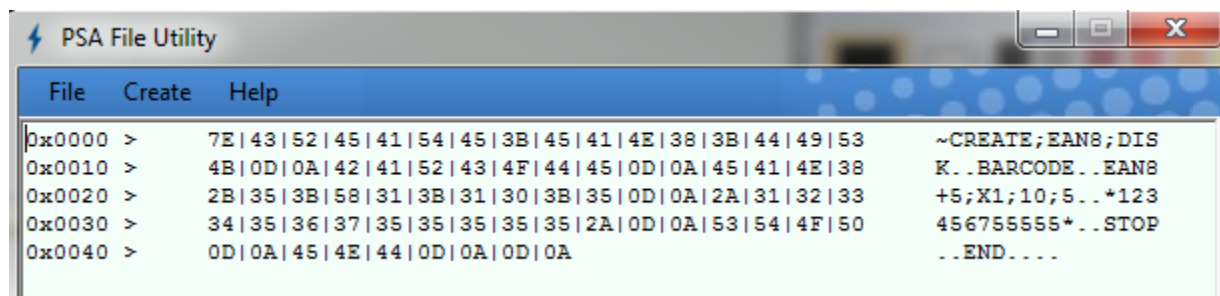 PSA File Utility
File Create Help
0x0000 > 7E|43|52|45|41|54|45|3B|45|41|4E|38|3B|44|49|53 ~CREATE;EAN8;DIS
0x0010 > 4B|0D|0A|42|41|52|43|4F|44|45|0D|0A|45|41|4E|38 K..BARCODE..EAN8
0x0020 > 2B|35|3B|58|31|3B|31|30|3B|35|0D|0A|2A|31|32|33 +5;X1;10;5..*123
0x0030 > 34|35|36|37|35|35|35|35|35|2A|0D|0A|53|54|4F|50 456755555*..STOP
0x0040 > 0D|0A|45|4E|44|0D|0A|0D|0A ..END....